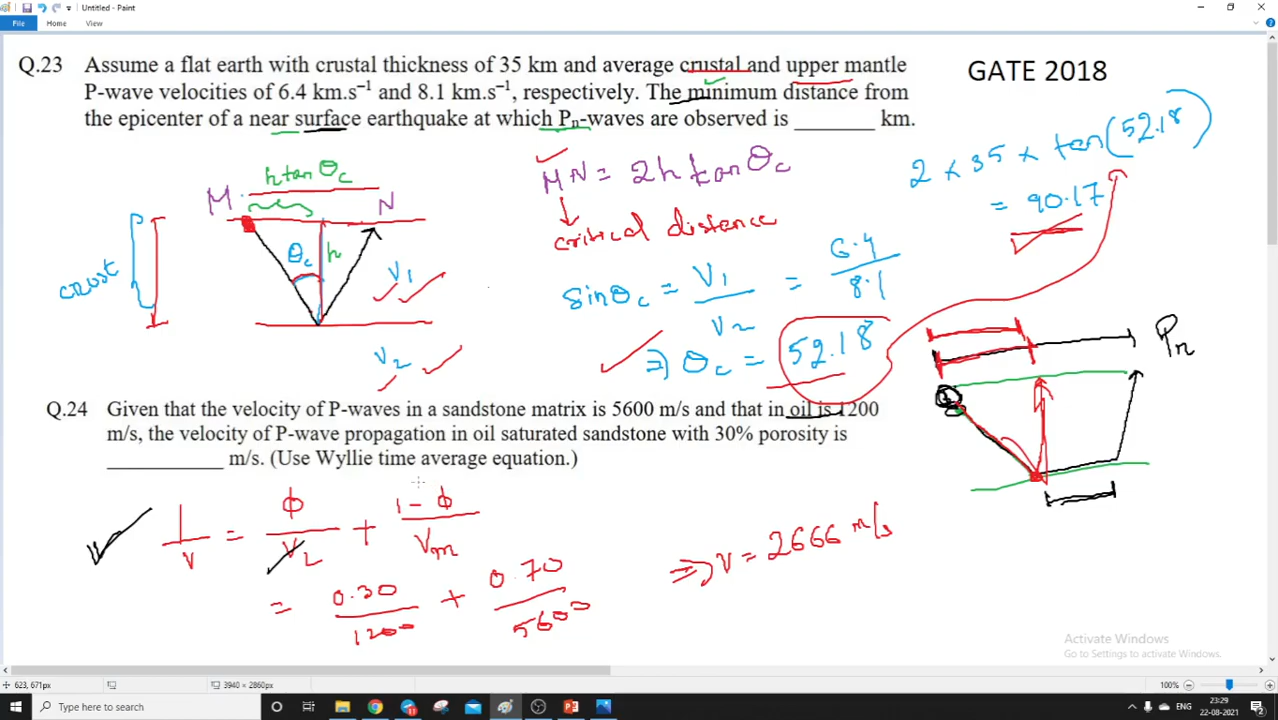 Untitled - Paint
File Home View
Q.23 Assume a flat earth with crustal thickness of 35 km and average crustal and upper mantle
P-wave velocities of 6.4 km.s⁻¹ and 8.1 km.s⁻¹, respectively. The minimum distance from
the epicenter of a near surface earthquake at which Pₙ-waves are observed is ________ km.
GATE 2018
h tan θc
M N
crust
θc h
V1
V2
MN = 2h tan θc
critical distance
sin θc = V1/V2 = 6.4/8.1
⇒ θc = 52.18
2 × 35 × tan(52.18)
= 90.17
Pn
Q.24 Given that the velocity of P-waves in a sandstone matrix is 5600 m/s and that in oil is 1200
m/s, the velocity of P-wave propagation in oil saturated sandstone with 30% porosity is
____________ m/s. (Use Wyllie time average equation.)
1/V = ϕ/VL + 1-ϕ/Vm
= 0.30/1200 + 0.70/5600
⇒ V = 2666 m/s
Activate Windows
Go to Settings to activate Windows.
623, 671px
3940 × 2860px
100%
Type here to search
23:29
22-08-2021